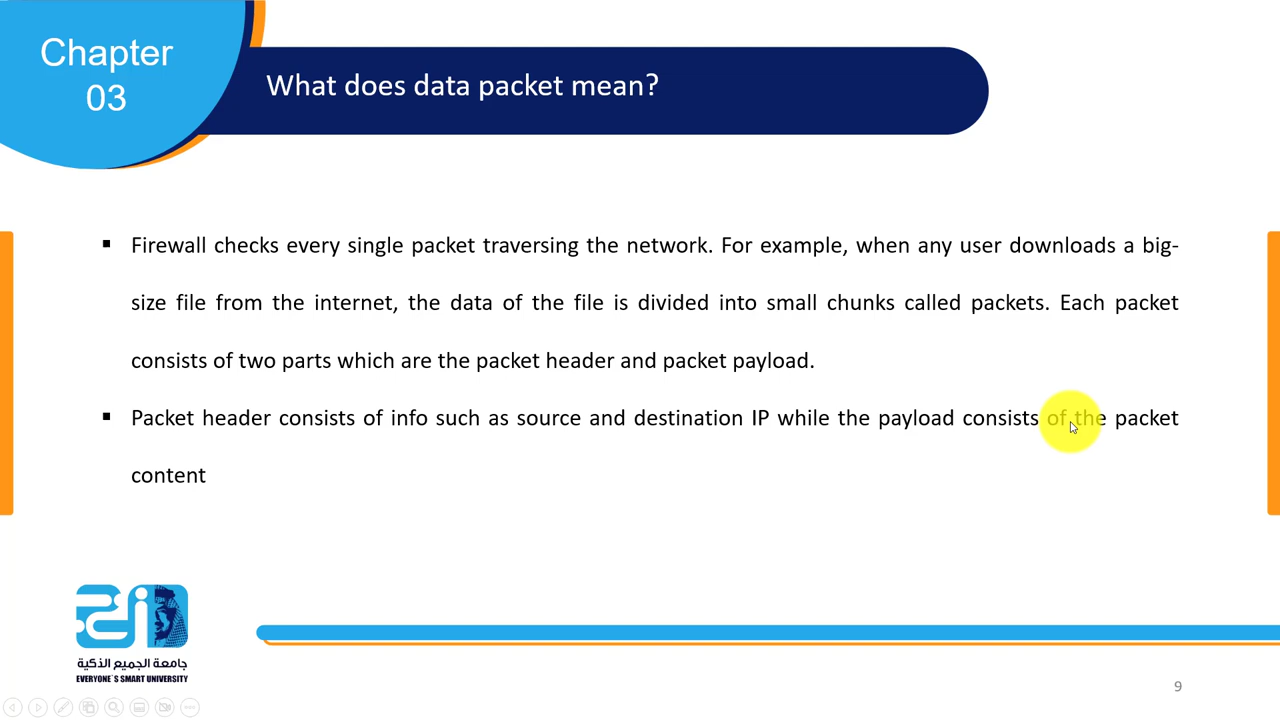 Chapter
03
What does data packet mean?
▪ Firewall checks every single packet traversing the network. For example, when any user downloads a big-
size file from the internet, the data of the file is divided into small chunks called packets. Each packet
consists of two parts which are the packet header and packet payload.
▪ Packet header consists of info such as source and destination IP while the payload consists of the packet
content
جامعة الجميع الذكية
EVERYONE`S SMART UNIVERSITY
9